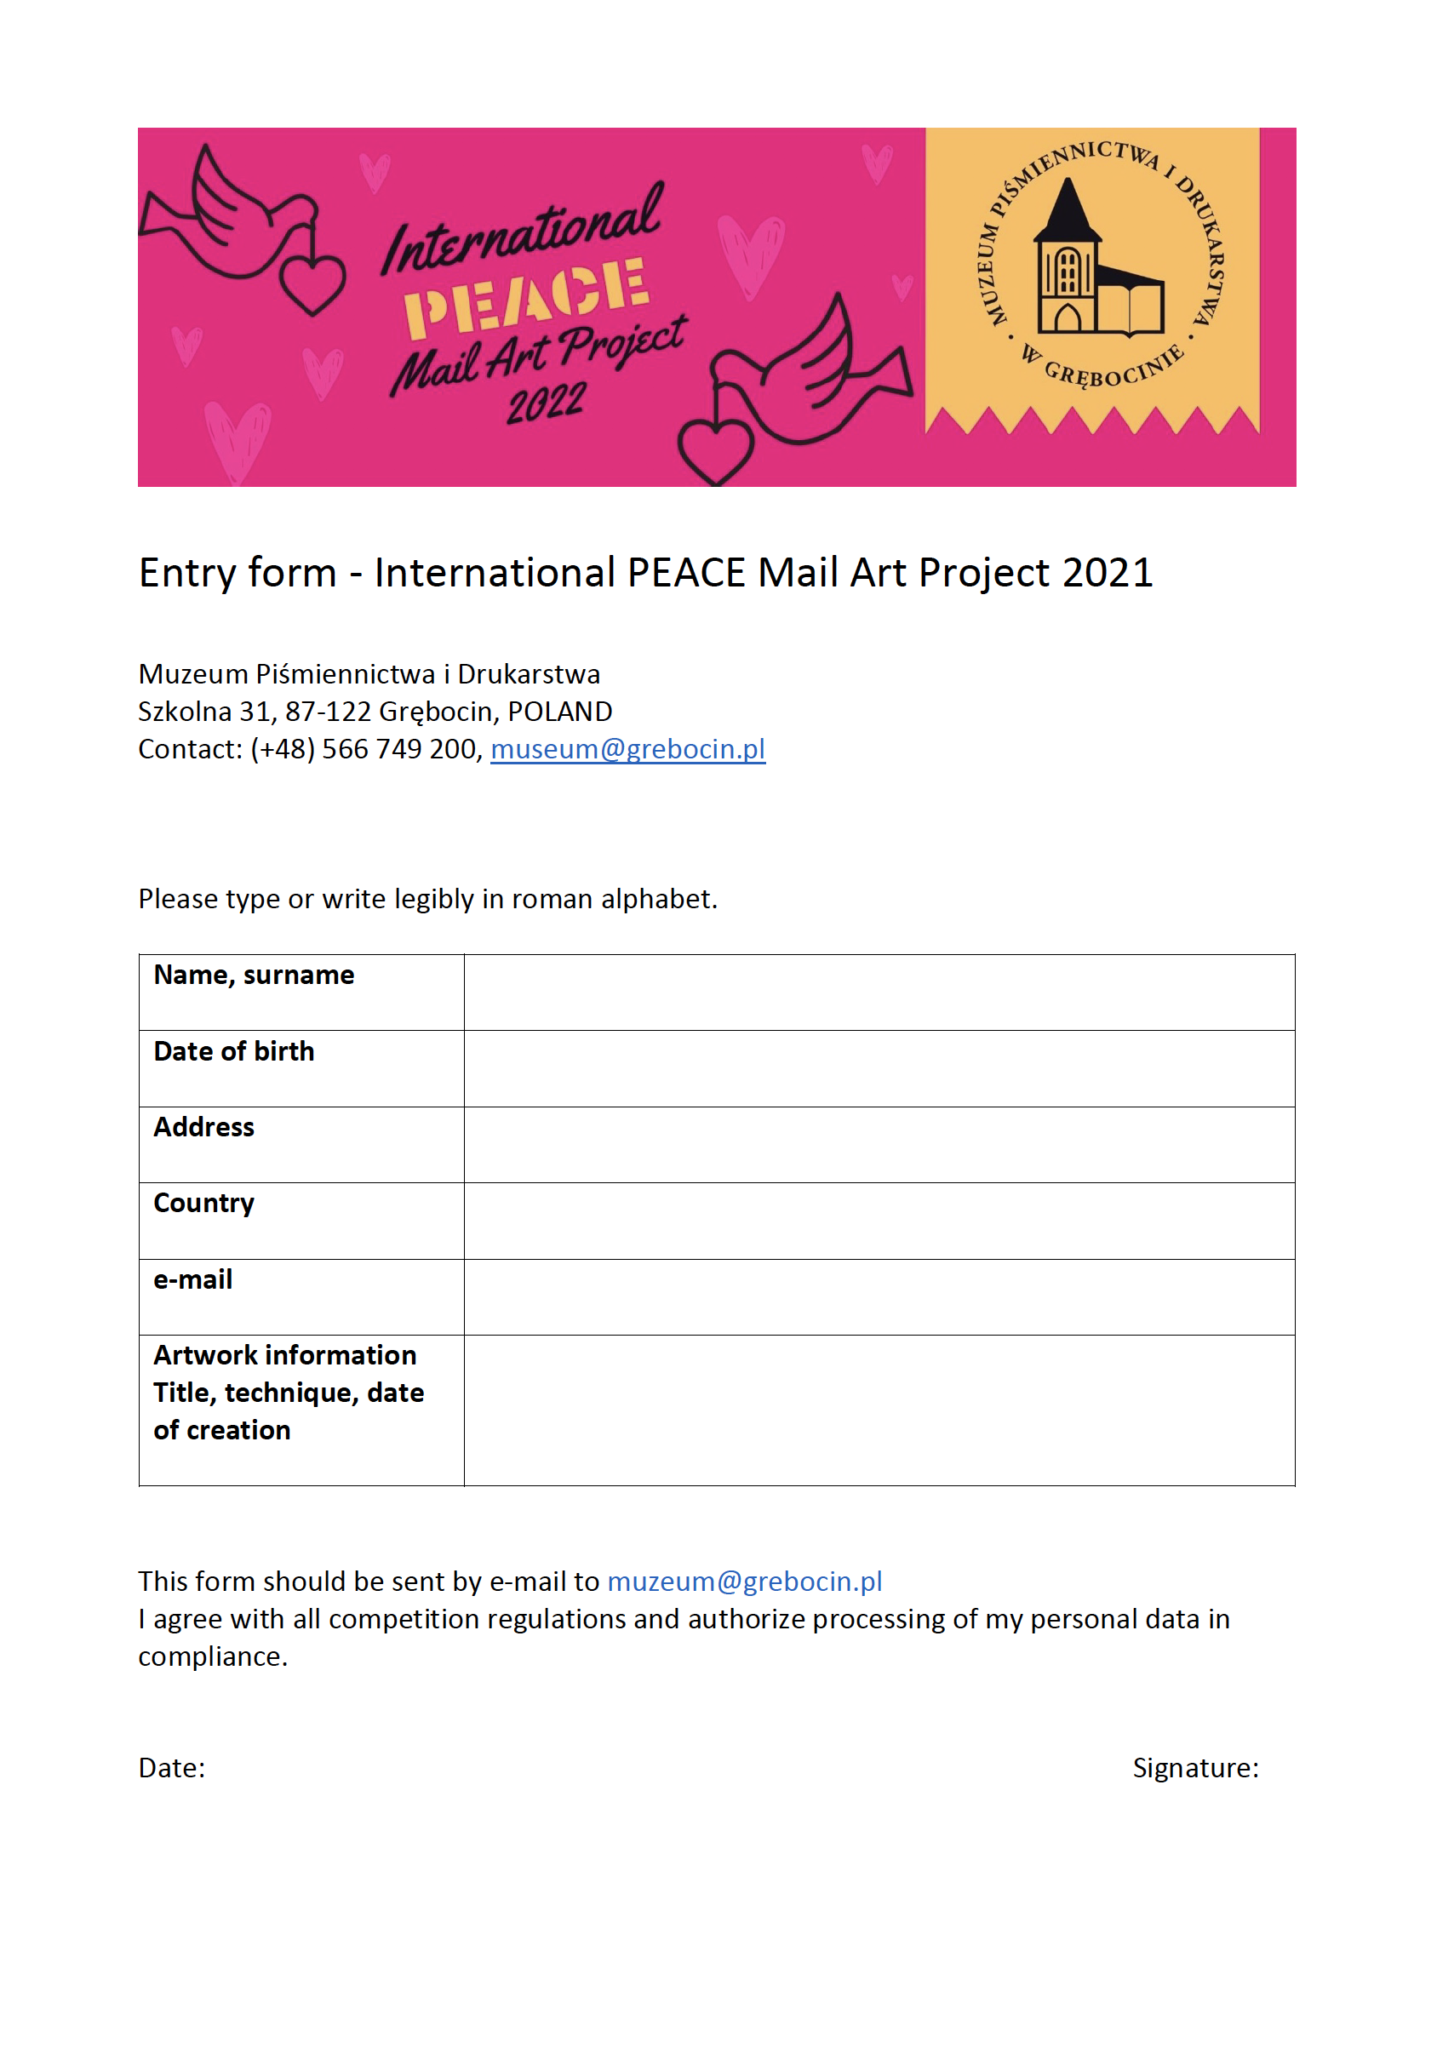 International
PEACE
Mail Art Project
2022
MUZEUM PIŚMIENNICTWA I DRUKARSTWA
• W GRĘBOCINIE •
Entry form - International PEACE Mail Art Project 2021
Muzeum Piśmiennictwa i Drukarstwa
Szkolna 31, 87-122 Grębocin, POLAND
Contact: (+48) 566 749 200, museum@grebocin.pl
Please type or write legibly in roman alphabet.
Name, surname
Date of birth
Address
Country
e-mail
Artwork information
Title, technique, date
of creation
This form should be sent by e-mail to muzeum@grebocin.pl
I agree with all competition regulations and authorize processing of my personal data in
compliance.
Date: Signature: